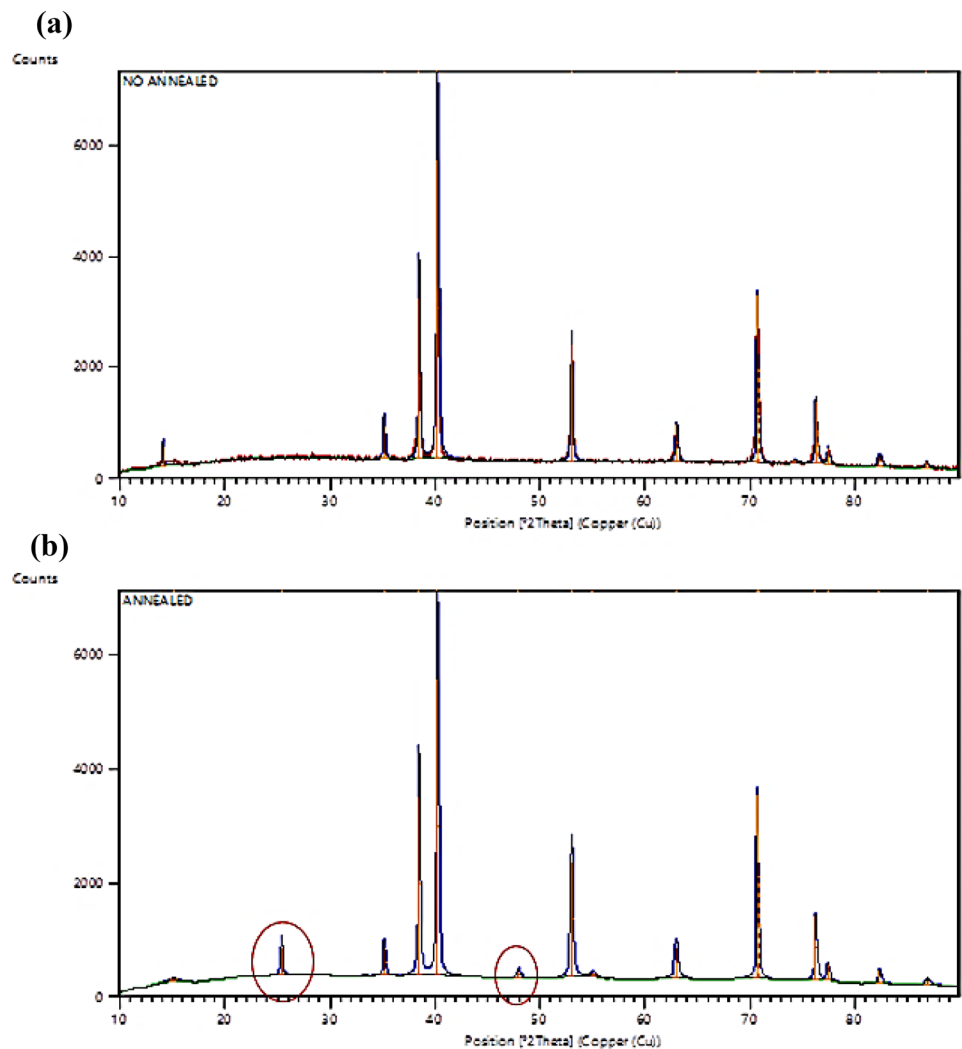 (a)
Counts
NO ANNEALED
6000
4000
2000
0
10 20 30 40 50 60 70 80
Position [°2Theta] (Copper (Cu))
(b)
Counts
ANNEALED
6000
4000
2000
0
10 20 30 40 50 60 70 80
Position [°2Theta] (Copper (Cu))